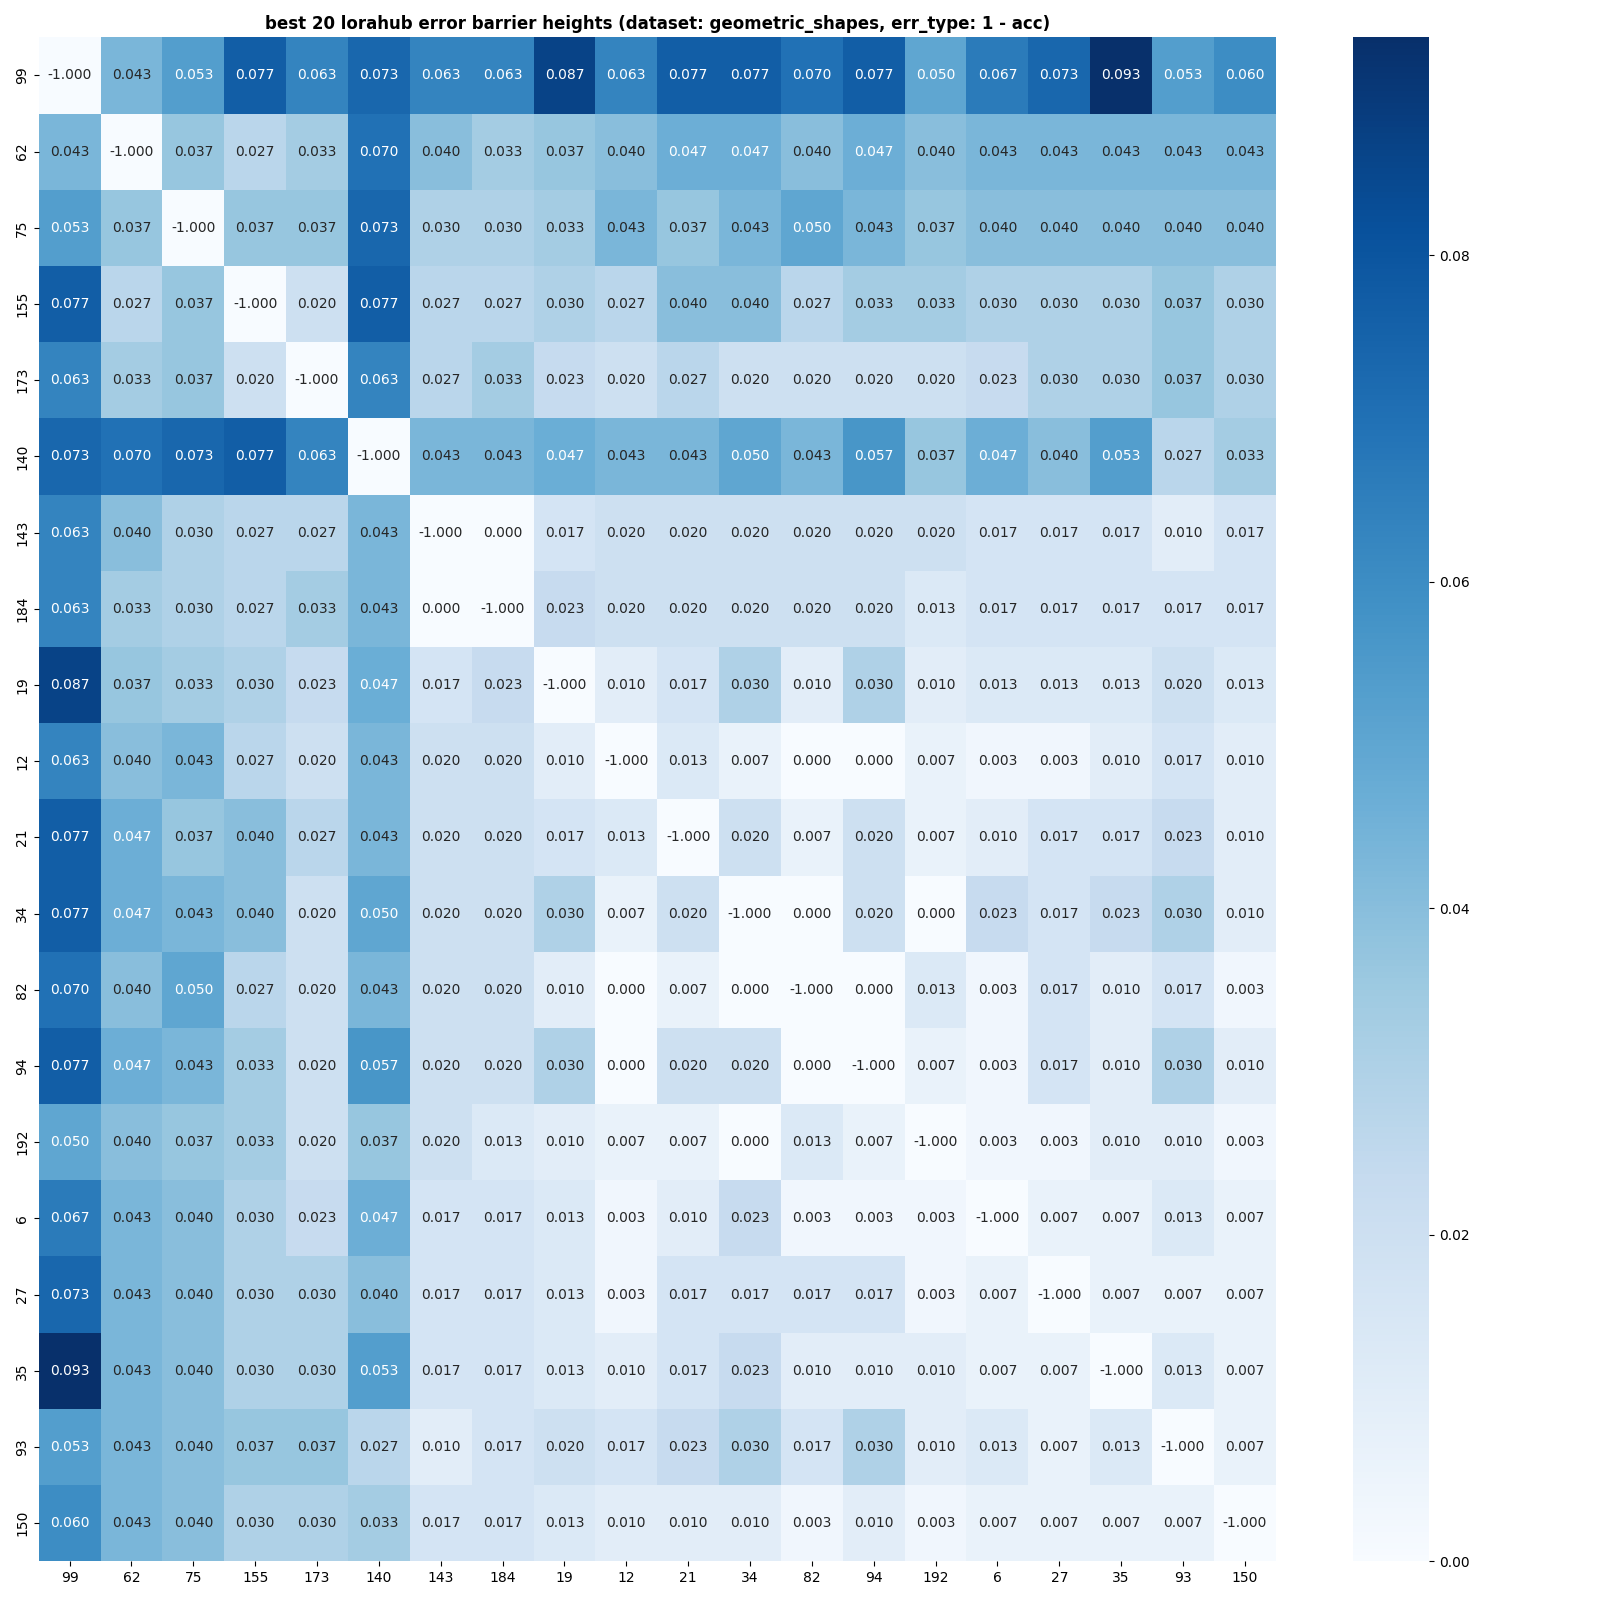 best 20 lorahub error barrier heights (dataset: geometric_shapes, err_type: 1 - acc)
99 -1.000 0.043 0.053 0.077 0.063 0.073 0.063 0.063 0.087 0.063 0.077 0.077 0.070 0.077 0.050 0.067 0.073 0.093 0.053 0.060
62 0.043 -1.000 0.037 0.027 0.033 0.070 0.040 0.033 0.037 0.040 0.047 0.047 0.040 0.047 0.040 0.043 0.043 0.043 0.043 0.043
75 0.053 0.037 -1.000 0.037 0.037 0.073 0.030 0.030 0.033 0.043 0.037 0.043 0.050 0.043 0.037 0.040 0.040 0.040 0.040 0.040
155 0.077 0.027 0.037 -1.000 0.020 0.077 0.027 0.027 0.030 0.027 0.040 0.040 0.027 0.033 0.033 0.030 0.030 0.030 0.037 0.030
173 0.063 0.033 0.037 0.020 -1.000 0.063 0.027 0.033 0.023 0.020 0.027 0.020 0.020 0.020 0.020 0.023 0.030 0.030 0.037 0.030
140 0.073 0.070 0.073 0.077 0.063 -1.000 0.043 0.043 0.047 0.043 0.043 0.050 0.043 0.057 0.037 0.047 0.040 0.053 0.027 0.033
143 0.063 0.040 0.030 0.027 0.027 0.043 -1.000 0.000 0.017 0.020 0.020 0.020 0.020 0.020 0.020 0.017 0.017 0.017 0.010 0.017
184 0.063 0.033 0.030 0.027 0.033 0.043 0.000 -1.000 0.023 0.020 0.020 0.020 0.020 0.020 0.013 0.017 0.017 0.017 0.017 0.017
19 0.087 0.037 0.033 0.030 0.023 0.047 0.017 0.023 -1.000 0.010 0.017 0.030 0.010 0.030 0.010 0.013 0.013 0.013 0.020 0.013
12 0.063 0.040 0.043 0.027 0.020 0.043 0.020 0.020 0.010 -1.000 0.013 0.007 0.000 0.000 0.007 0.003 0.003 0.010 0.017 0.010
21 0.077 0.047 0.037 0.040 0.027 0.043 0.020 0.020 0.017 0.013 -1.000 0.020 0.007 0.020 0.007 0.010 0.017 0.017 0.023 0.010
34 0.077 0.047 0.043 0.040 0.020 0.050 0.020 0.020 0.030 0.007 0.020 -1.000 0.000 0.020 0.000 0.023 0.017 0.023 0.030 0.010
82 0.070 0.040 0.050 0.027 0.020 0.043 0.020 0.020 0.010 0.000 0.007 0.000 -1.000 0.000 0.013 0.003 0.017 0.010 0.017 0.003
94 0.077 0.047 0.043 0.033 0.020 0.057 0.020 0.020 0.030 0.000 0.020 0.020 0.000 -1.000 0.007 0.003 0.017 0.010 0.030 0.010
192 0.050 0.040 0.037 0.033 0.020 0.037 0.020 0.013 0.010 0.007 0.007 0.000 0.013 0.007 -1.000 0.003 0.003 0.010 0.010 0.003
6 0.067 0.043 0.040 0.030 0.023 0.047 0.017 0.017 0.013 0.003 0.010 0.023 0.003 0.003 0.003 -1.000 0.007 0.007 0.013 0.007
27 0.073 0.043 0.040 0.030 0.030 0.040 0.017 0.017 0.013 0.003 0.017 0.017 0.017 0.017 0.003 0.007 -1.000 0.007 0.007 0.007
35 0.093 0.043 0.040 0.030 0.030 0.053 0.017 0.017 0.013 0.010 0.017 0.023 0.010 0.010 0.010 0.007 0.007 -1.000 0.013 0.007
93 0.053 0.043 0.040 0.037 0.037 0.027 0.010 0.017 0.020 0.017 0.023 0.030 0.017 0.030 0.010 0.013 0.007 0.013 -1.000 0.007
150 0.060 0.043 0.040 0.030 0.030 0.033 0.017 0.017 0.013 0.010 0.010 0.010 0.003 0.010 0.003 0.007 0.007 0.007 0.007 -1.000
99 62 75 155 173 140 143 184 19 12 21 34 82 94 192 6 27 35 93 150
0.08
0.06
0.04
0.02
0.00